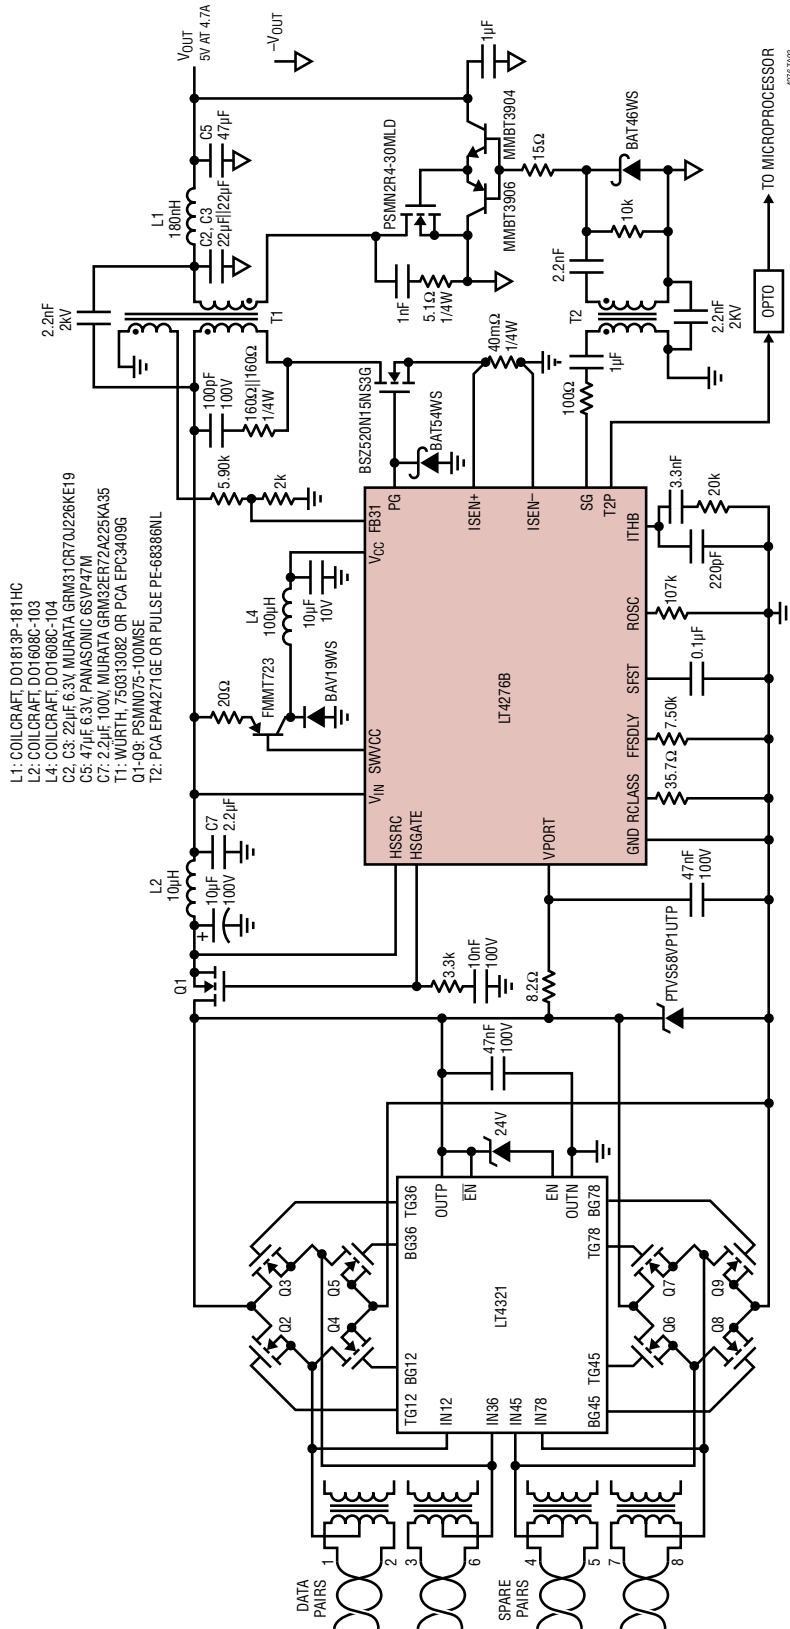 L1: COILCRAFT, DO1813P-181HC
L2: COILCRAFT, DO1608C-103
L4: COILCRAFT, DO1608C-104
C2, C3: 22µF, 6.3V, MURATA GRM31CR70J226KE19
C5: 47µF, 6.3V, PANASONIC 6SVP47M
C7: 2.2µF, 100V, MURATA GRM32ER72A225KA35
T1: WÜRTH, 750313082 OR PCA EPC3409G
Q1-Q9: PSMN075-100MSE
T2: PCA EPA4271GE OR PULSE PE-68386NL
DATA
PAIRS
1
2
3
6
SPARE
PAIRS
4
5
7
8
Q2
Q3
Q4
Q5
TG12
BG12
BG36
TG36
IN12
IN36
IN45
IN78
LT4321
OUTP
EN
EN
OUTN
BG45
TG45
TG78
BG78
Q6
Q7
Q8
Q9
24V
47nF
100V
Q1
+
10µF
100V
L2
10µH
C7
2.2µF
3.3k
10nF
100V
8.2Ω
PTVS58VP1UTP
47nF
100V
HSSRC
HSGATE
VIN
SWVCC
VCC
FB31
VPORT
LT4276B
PG
ISEN+
ISEN–
SG
T2P
GND
RCLASS
FFSDLY
SFST
ROSC
ITHB
35.7Ω
7.50k
0.1µF
107k
220pF
3.3nF
20k
20Ω
FMMT723
BAV19WS
L4
100µH
10µF
10V
5.90k
2k
100pF
100V
160Ω||160Ω
1/4W
2.2nF
2KV
T1
L1
180nH
C2, C3
22µF||22µF
C5
47µF
VOUT
5V AT 4.7A
–VOUT
1µF
BSZ520N15NS3G
BAT54WS
40mΩ
1/4W
1nF
5.1Ω
1/4W
PSMN2R4-30MLD
MMBT3906
MMBT3904
15Ω
100Ω
1µF
T2
2.2nF
10k
BAT46WS
2.2nF
2KV
OPTO
TO MICROPROCESSOR